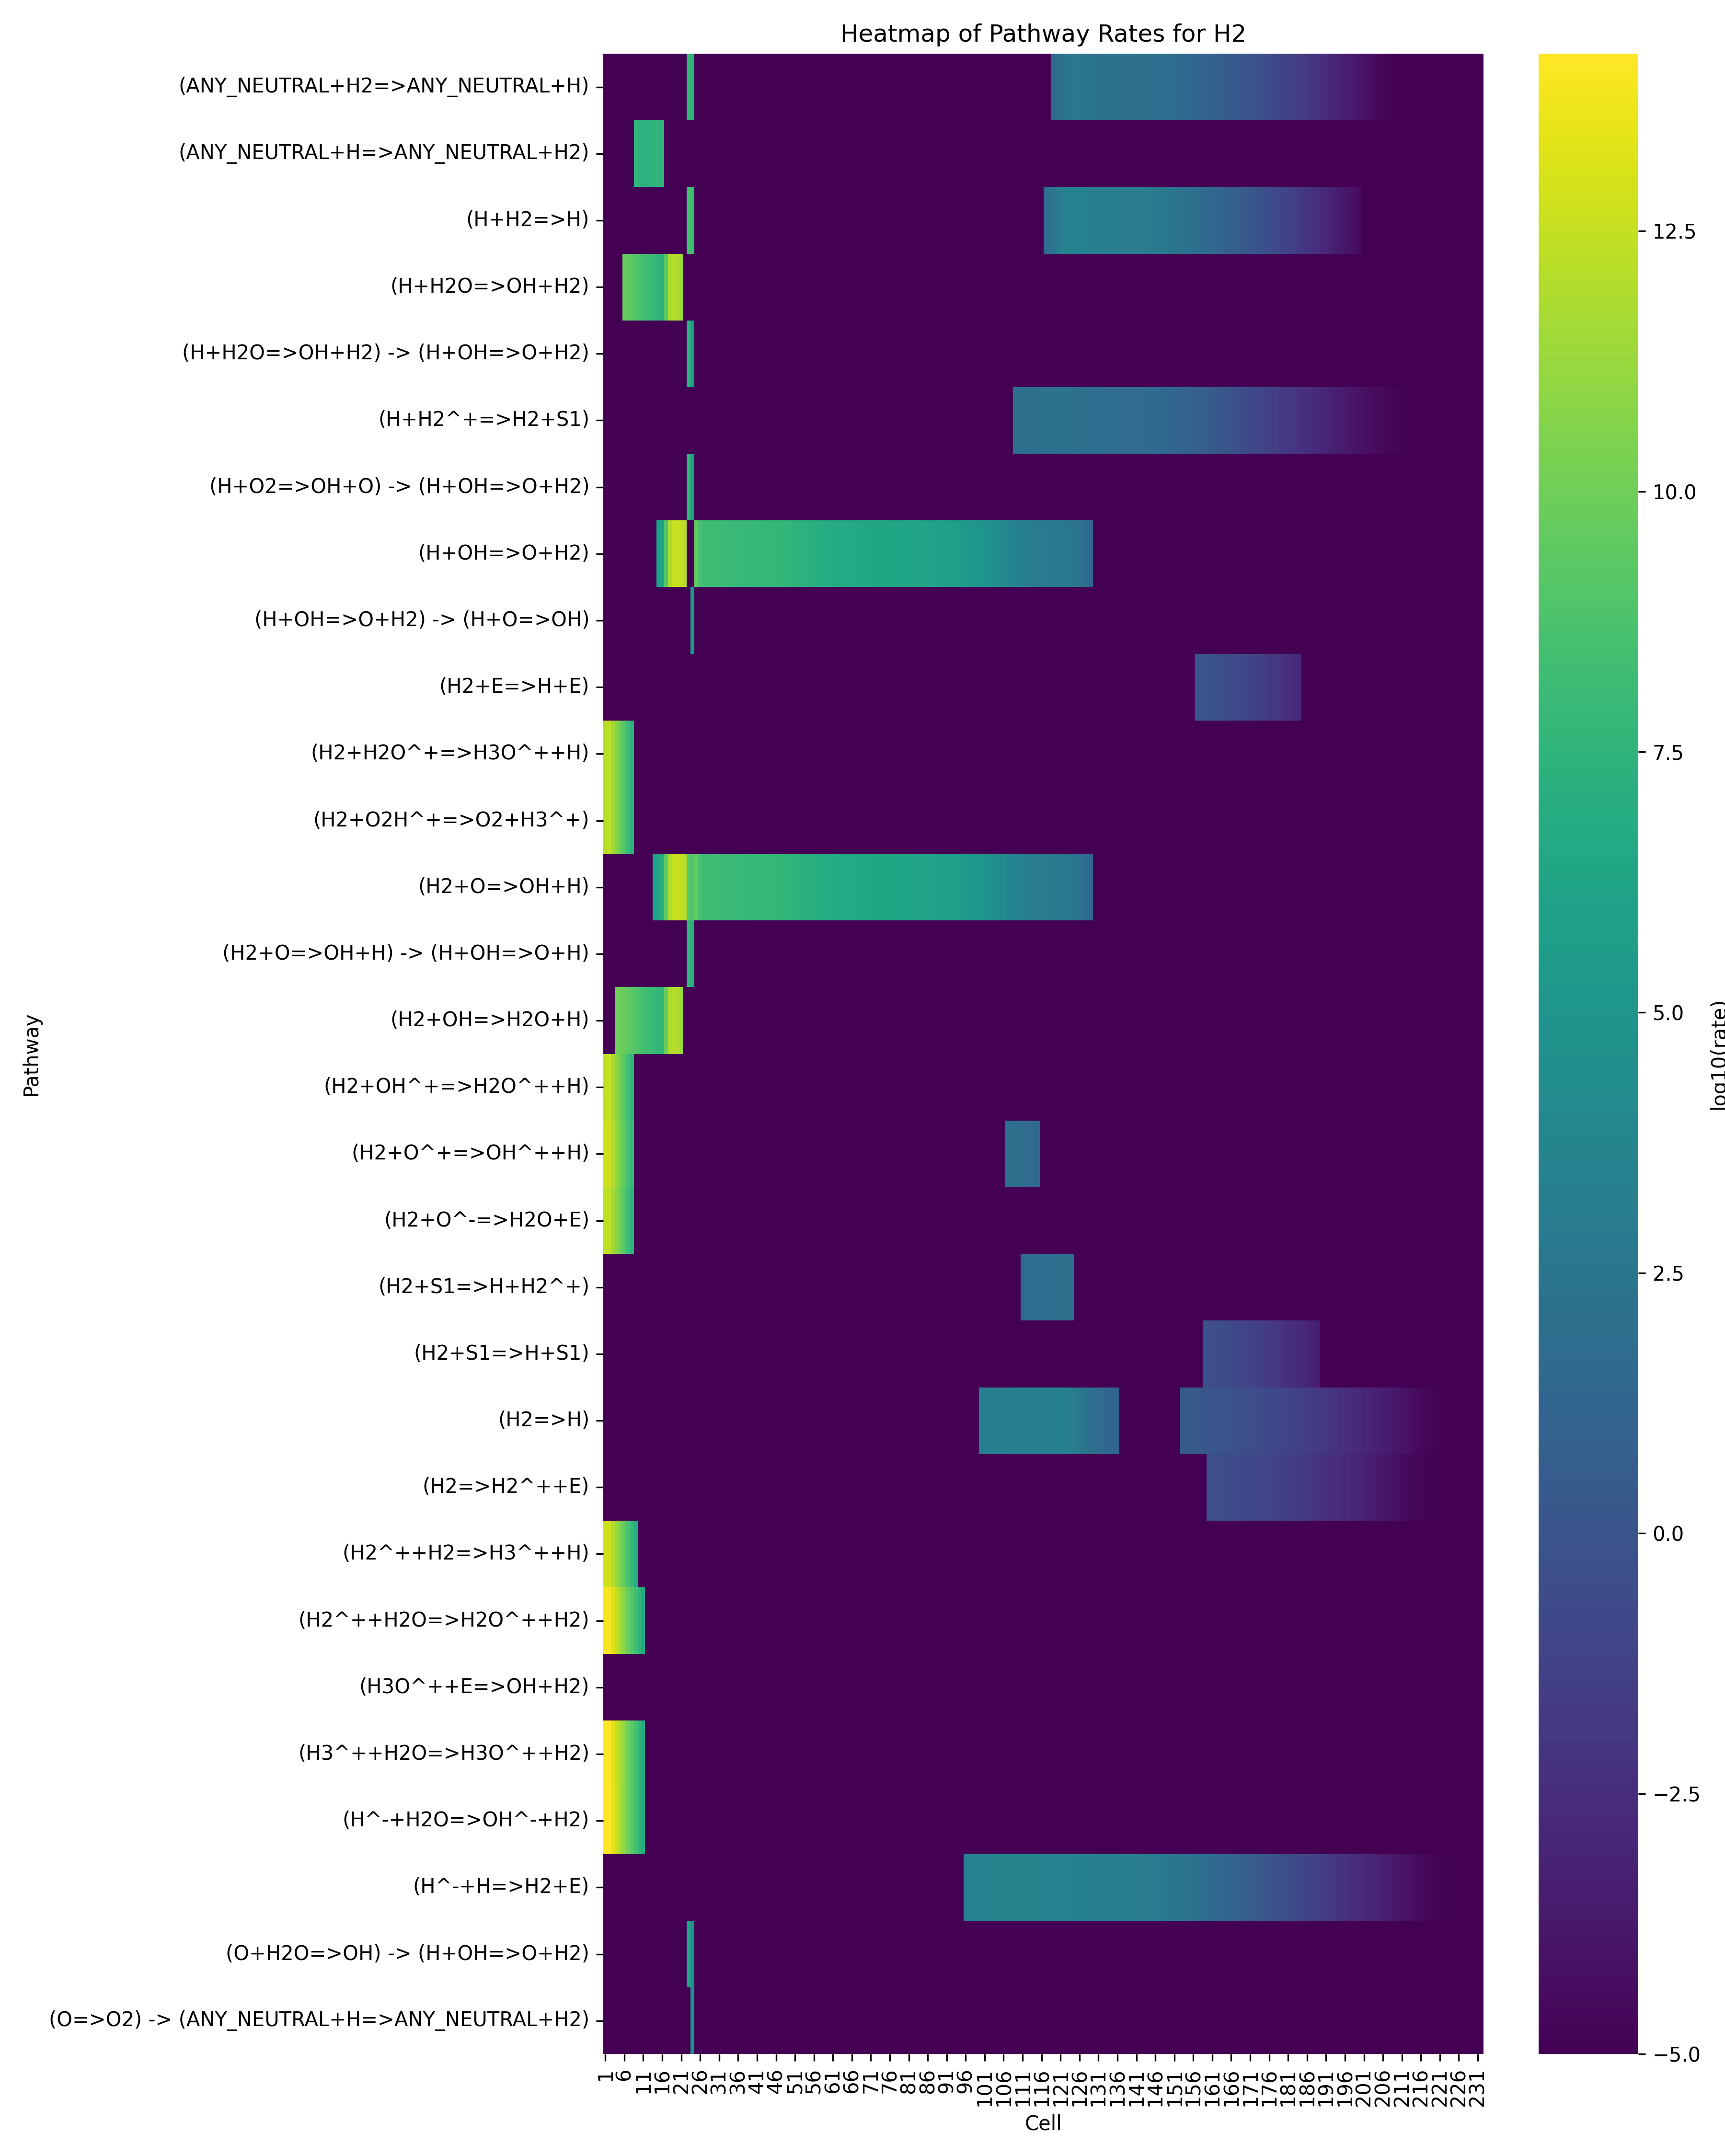 Heatmap of Pathway Rates for H2
(ANY_NEUTRAL+H2=>ANY_NEUTRAL+H)
(ANY_NEUTRAL+H=>ANY_NEUTRAL+H2)
(H+H2=>H)
(H+H2O=>OH+H2)
(H+H2O=>OH+H2) -> (H+OH=>O+H2)
(H+H2^+=>H2+S1)
(H+O2=>OH+O) -> (H+OH=>O+H2)
(H+OH=>O+H2)
(H+OH=>O+H2) -> (H+O=>OH)
(H2+E=>H+E)
(H2+H2O^+=>H3O^++H)
(H2+O2H^+=>O2+H3^+)
(H2+O=>OH+H)
(H2+O=>OH+H) -> (H+OH=>O+H)
(H2+OH=>H2O+H)
(H2+OH^+=>H2O^++H)
(H2+O^+=>OH^++H)
(H2+O^-=>H2O+E)
(H2+S1=>H+H2^+)
(H2+S1=>H+S1)
(H2=>H)
(H2=>H2^++E)
(H2^++H2=>H3^++H)
(H2^++H2O=>H2O^++H2)
(H3O^++E=>OH+H2)
(H3^++H2O=>H3O^++H2)
(H^-+H2O=>OH^-+H2)
(H^-+H=>H2+E)
(O+H2O=>OH) -> (H+OH=>O+H2)
(O=>O2) -> (ANY_NEUTRAL+H=>ANY_NEUTRAL+H2)
Pathway
1 6 11 16 21 26 31 36 41 46 51 56 61 66 71 76 81 86 91 96 101 106 111 116 121 126 131 136 141 146 151 156 161 166 171 176 181 186 191 196 201 206 211 216 221 226 231
Cell
12.5
10.0
7.5
5.0
2.5
0.0
−2.5
−5.0
log10(rate)